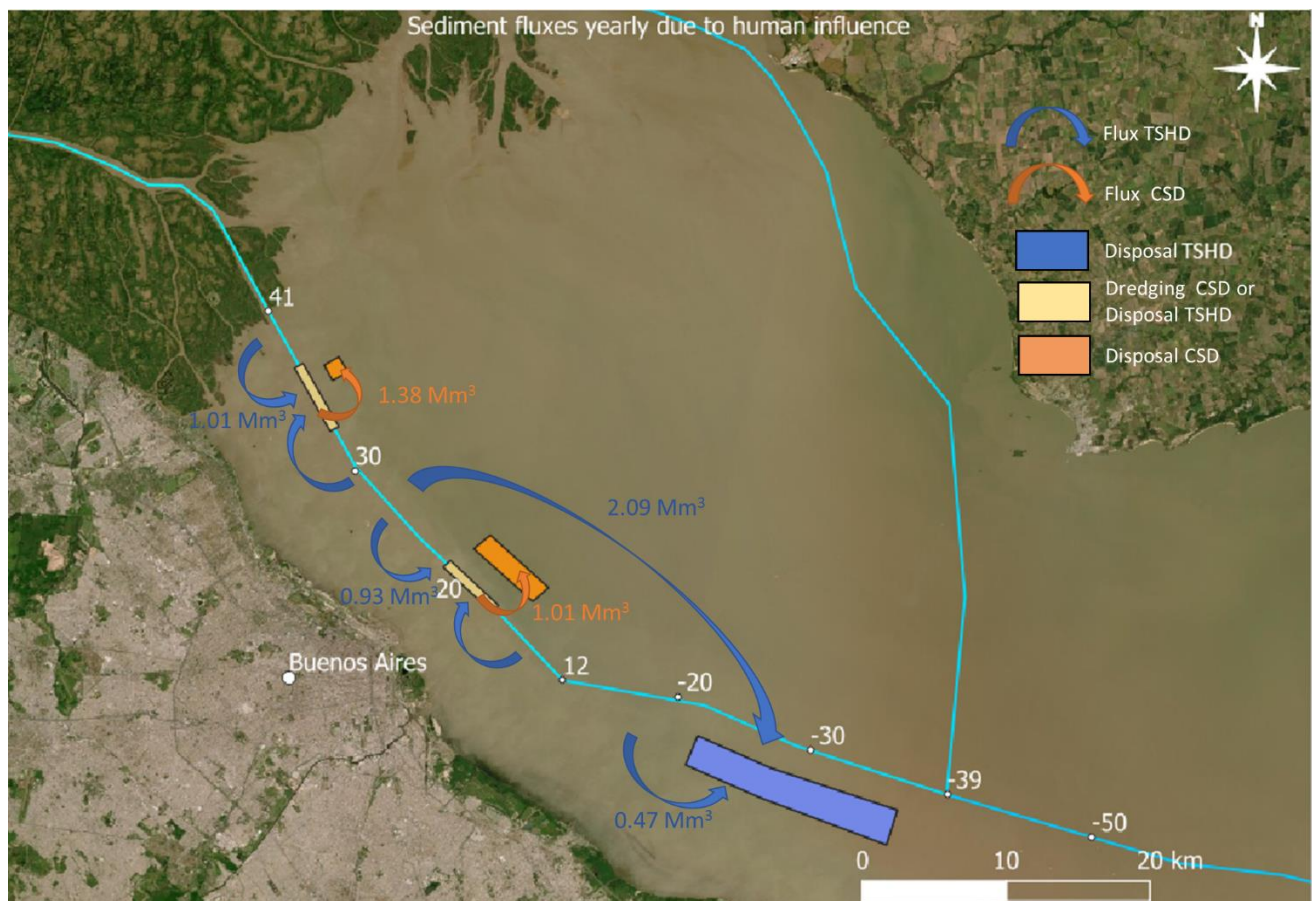 Sediment fluxes yearly due to human influence
N
Flux TSHD
Flux CSD
Disposal TSHD
Dredging CSD or
Disposal TSHD
Disposal CSD
41
1.38 Mm³
1.01 Mm³
30
2.09 Mm³
20
0.93 Mm³
1.01 Mm³
Buenos Aires
12
-20
-30
-39
0.47 Mm³
-50
0 10 20 km